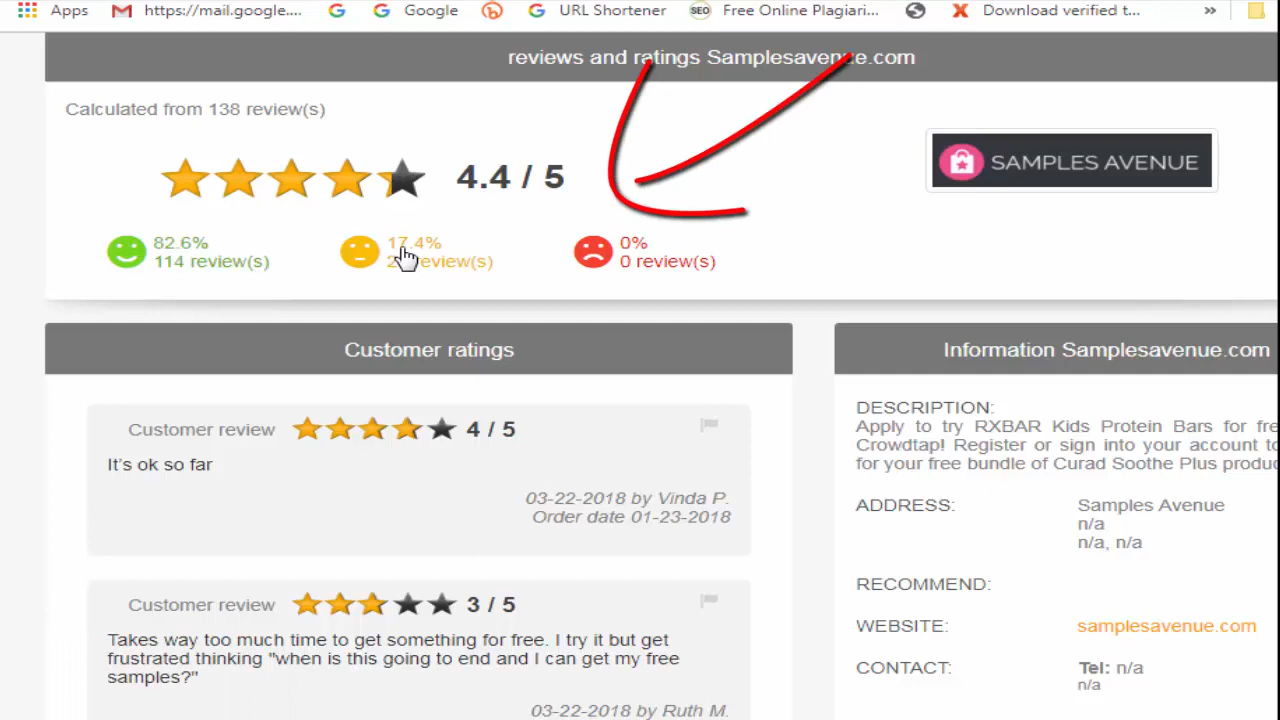 Apps https://mail.google.... Google URL Shortener SEO Free Online Plagiari... Download verified t... »
reviews and ratings Samplesavenue.com
Calculated from 138 review(s)
4.4 / 5
SAMPLES AVENUE
82.6% 17.4% 0%
114 review(s) review(s) 0 review(s)
Customer ratings
Information Samplesavenue.com
Customer review 4 / 5
It's ok so far
03-22-2018 by Vinda P.
Order date 01-23-2018
Customer review 3 / 5
Takes way too much time to get something for free. I try it but get
frustrated thinking "when is this going to end and I can get my free
samples?"
03-22-2018 by Ruth M.
DESCRIPTION:
Apply to try RXBAR Kids Protein Bars for fre
Crowdtap! Register or sign into your account to
for your free bundle of Curad Soothe Plus produc
ADDRESS: Samples Avenue
n/a
n/a, n/a
RECOMMEND:
WEBSITE: samplesavenue.com
CONTACT: Tel: n/a
n/a